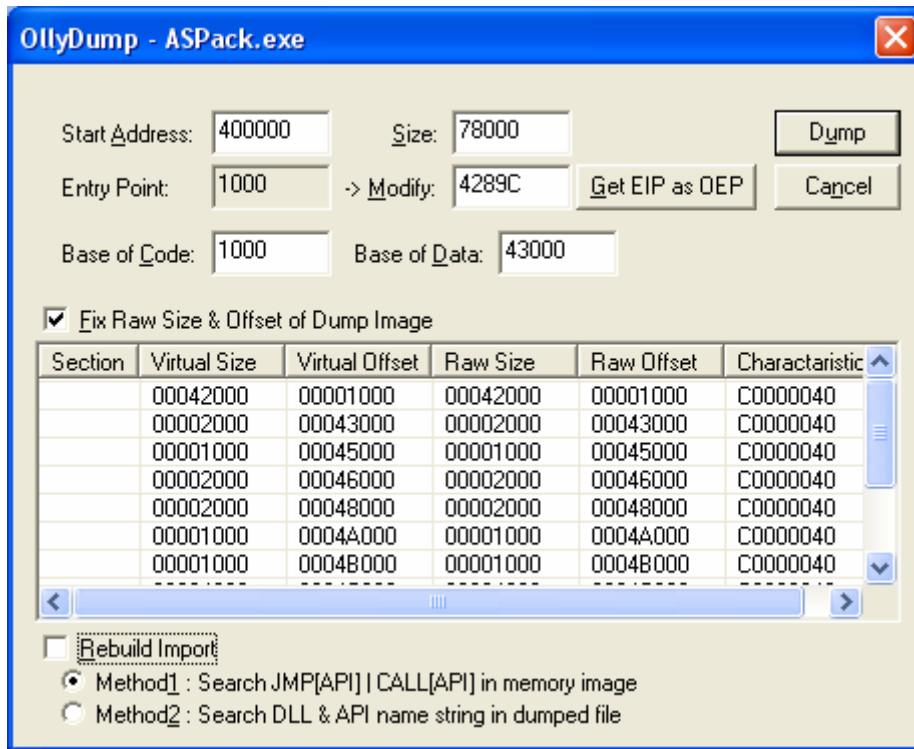 OllyDump - ASPack.exe
Start Address: 400000 Size: 78000 Dump
Entry Point: 1000 -> Modify: 4289C Get EIP as OEP Cancel
Base of Code: 1000 Base of Data: 43000
Fix Raw Size & Offset of Dump Image
Section Virtual Size Virtual Offset Raw Size Raw Offset Charactaristic
00042000 00001000 00042000 00001000 C0000040
00002000 00043000 00002000 00043000 C0000040
00001000 00045000 00001000 00045000 C0000040
00002000 00046000 00002000 00046000 C0000040
00002000 00048000 00002000 00048000 C0000040
00001000 0004A000 00001000 0004A000 C0000040
00001000 0004B000 00001000 0004B000 C0000040
Rebuild Import
Method1 : Search JMP[API] | CALL[API] in memory image
Method2 : Search DLL & API name string in dumped file